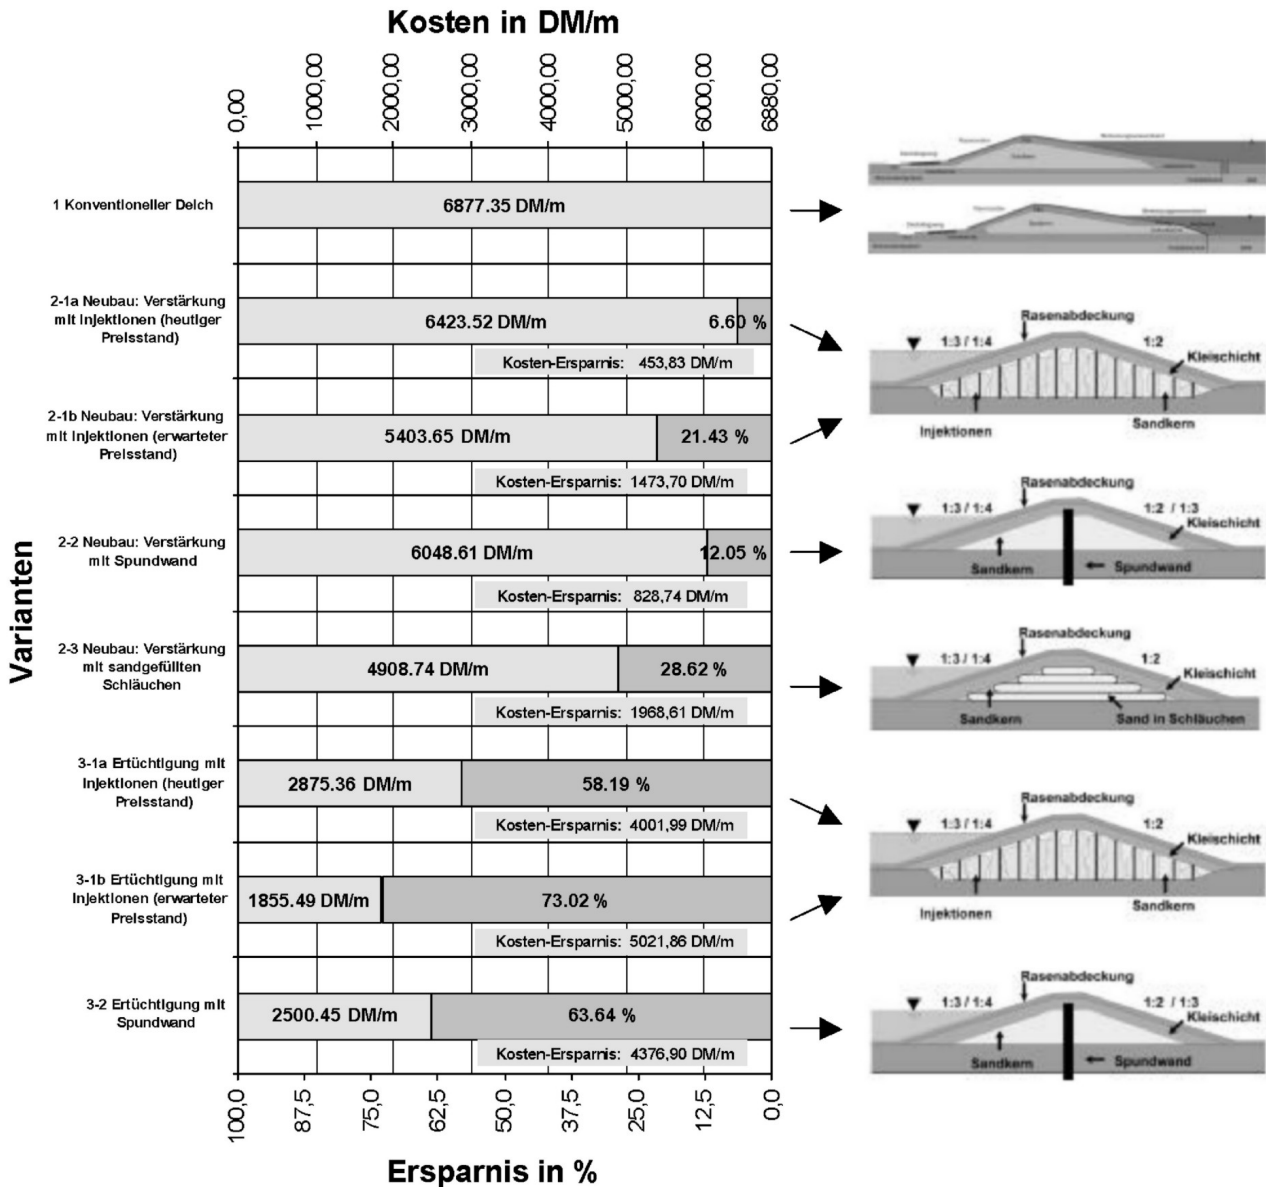 Kosten in DM/m
0,00
1000,00
2000,00
3000,00
4000,00
5000,00
6000,00
6880,00
Varianten
1 Konventioneller Deich
6877.35 DM/m
2-1a Neubau: Verstärkung
mit Injektionen (heutiger
Preisstand)
6423.52 DM/m
6.60 %
Kosten-Ersparnis: 453,83 DM/m
2-1b Neubau: Verstärkung
mit Injektionen (erwarteter
Preisstand)
5403.65 DM/m
21.43 %
Kosten-Ersparnis: 1473,70 DM/m
2-2 Neubau: Verstärkung
mit Spundwand
6048.61 DM/m
12.05 %
Kosten-Ersparnis: 828,74 DM/m
2-3 Neubau: Verstärkung
mit sandgefüllten
Schläuchen
4908.74 DM/m
28.62 %
Kosten-Ersparnis: 1968,61 DM/m
3-1a Ertüchtigung mit
Injektionen (heutiger
Preisstand)
2875.36 DM/m
58.19 %
Kosten-Ersparnis: 4001,99 DM/m
3-1b Ertüchtigung mit
Injektionen (erwarteter
Preisstand)
1855.49 DM/m
73.02 %
Kosten-Ersparnis: 5021,86 DM/m
3-2 Ertüchtigung mit
Spundwand
2500.45 DM/m
63.64 %
Kosten-Ersparnis: 4376,90 DM/m
100,0
87,5
75,0
62,5
50,0
37,5
25,0
12,5
0,0
Ersparnis in %
Sandkern
Sandkern
Rasenabdeckung
1:3 / 1:4
1:2
Kleischicht
Injektionen
Sandkern
Rasenabdeckung
1:3 / 1:4
1:2 / 1:3
Kleischicht
Sandkern
Spundwand
Rasenabdeckung
1:3 / 1:4
1:2
Kleischicht
Sandkern
Sand in Schläuchen
Rasenabdeckung
1:3 / 1:4
1:2
Kleischicht
Injektionen
Sandkern
Rasenabdeckung
1:3 / 1:4
1:2 / 1:3
Kleischicht
Sandkern
Spundwand